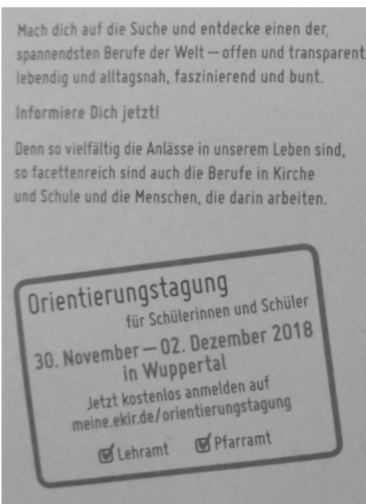 Mach dich auf die Suche und entdecke einen der,
spannendsten Berufe der Welt – offen und transparent
lebendig und alltagsnah, faszinierend und bunt.
Informiere Dich jetzt!
Denn so vielfältig die Anlässe in unserem Leben sind,
so facettenreich sind auch die Berufe in Kirche
und Schule und die Menschen, die darin arbeiten.
Orientierungstagung
für Schülerinnen und Schüler
30. November – 02. Dezember 2018
in Wuppertal
Jetzt kostenlos anmelden auf
meine.ekir.de/orientierungstagung
☑ Lehramt ☑ Pfarramt